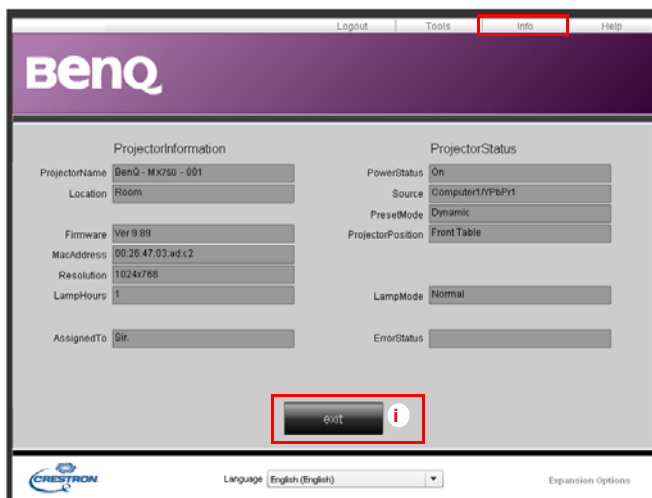 Logout Tools Info Help
BenQ
ProjectorInformation ProjectorStatus
ProjectorName BenQ - MX750 - 001 PowerStatus On
Location Room Source Computer1/YPbPr1
PresetMode Dynamic
Firmware Ver 9.89 ProjectorPosition Front Table
MacAddress 00:26:47:03:ad:c2
Resolution 1024x768
LampHours 1 LampMode Normal
AssignedTo Sir. ErrorStatus
exit i
CRESTRON Language English (English) Expansion Options